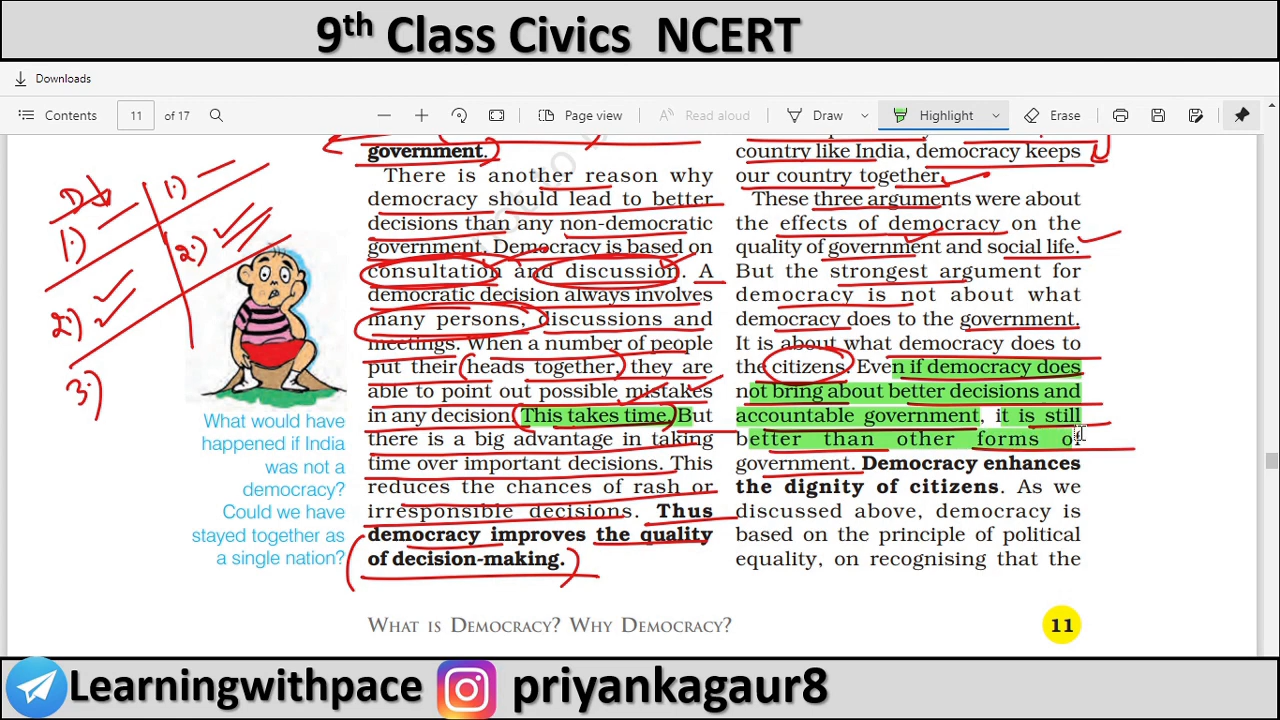 9th Class Civics NCERT
Downloads
Contents 11 of 17 Page view Read aloud Draw Highlight Erase
government.
There is another reason why
democracy should lead to better
decisions than any non-democratic
government. Democracy is based on
consultation and discussion. A
democratic decision always involves
many persons, discussions and
meetings. When a number of people
put their heads together, they are
able to point out possible mistakes
in any decision. This takes time. But
there is a big advantage in taking
time over important decisions. This
reduces the chances of rash or
irresponsible decisions. Thus
democracy improves the quality
of decision-making.
country like India, democracy keeps
our country together.
These three arguments were about
the effects of democracy on the
quality of government and social life.
But the strongest argument for
democracy is not about what
democracy does to the government.
It is about what democracy does to
the citizens. Even if democracy does
not bring about better decisions and
accountable government, it is still
better than other forms of
government. Democracy enhances
the dignity of citizens. As we
discussed above, democracy is
based on the principle of political
equality, on recognising that the
D
1.)
2.)
3.)
1.)
2.)
What would have
happened if India
was not a
democracy?
Could we have
stayed together as
a single nation?
WHAT IS DEMOCRACY? WHY DEMOCRACY?
11
Learningwithpace priyankagaur8